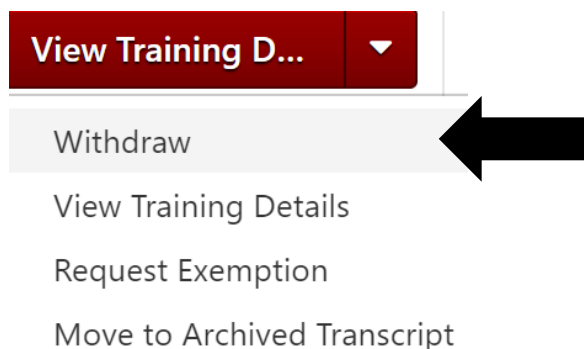 View Training D...
Withdraw
View Training Details
Request Exemption
Move to Archived Transcript